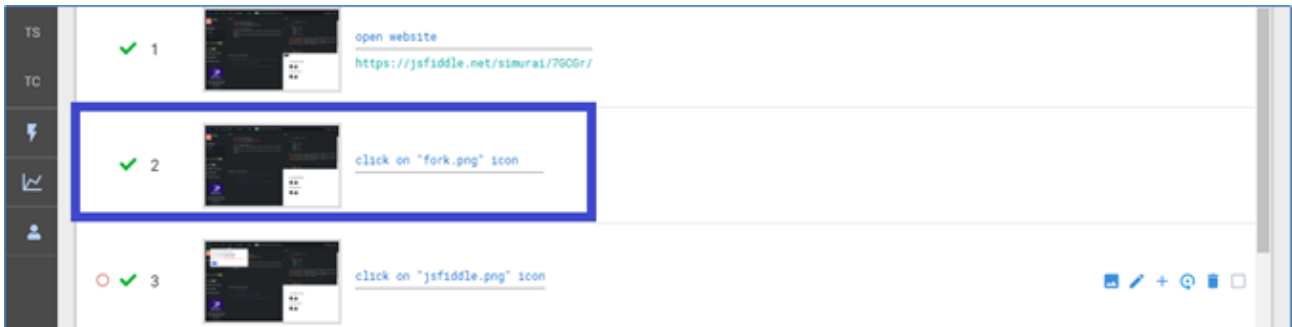 TS
TC
1
open website
https://jsfiddle.net/simurai/7GCGr/
2
click on "fork.png" icon
3
click on "jsfiddle.png" icon